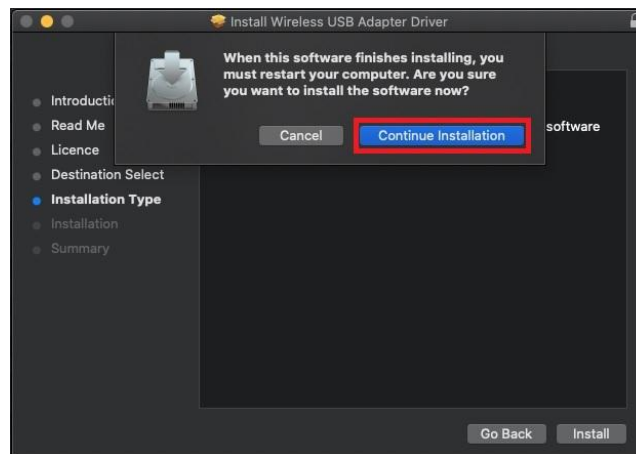 Install Wireless USB Adapter Driver
When this software finishes installing, you
must restart your computer. Are you sure
you want to install the software now?
Cancel
Continue Installation
software
Read Me
Licence
Destination Select
Installation Type
Installation
Summary
Go Back
Install